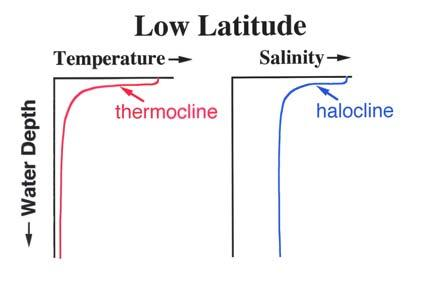 Low Latitude
Temperature
Salinity
thermocline
halocline
Water Depth